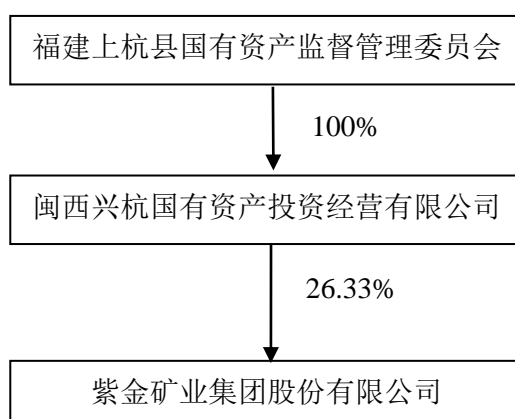 福建上杭县国有资产监督管理委员会
100%
闽西兴杭国有资产投资经营有限公司
26.33%
紫金矿业集团股份有限公司